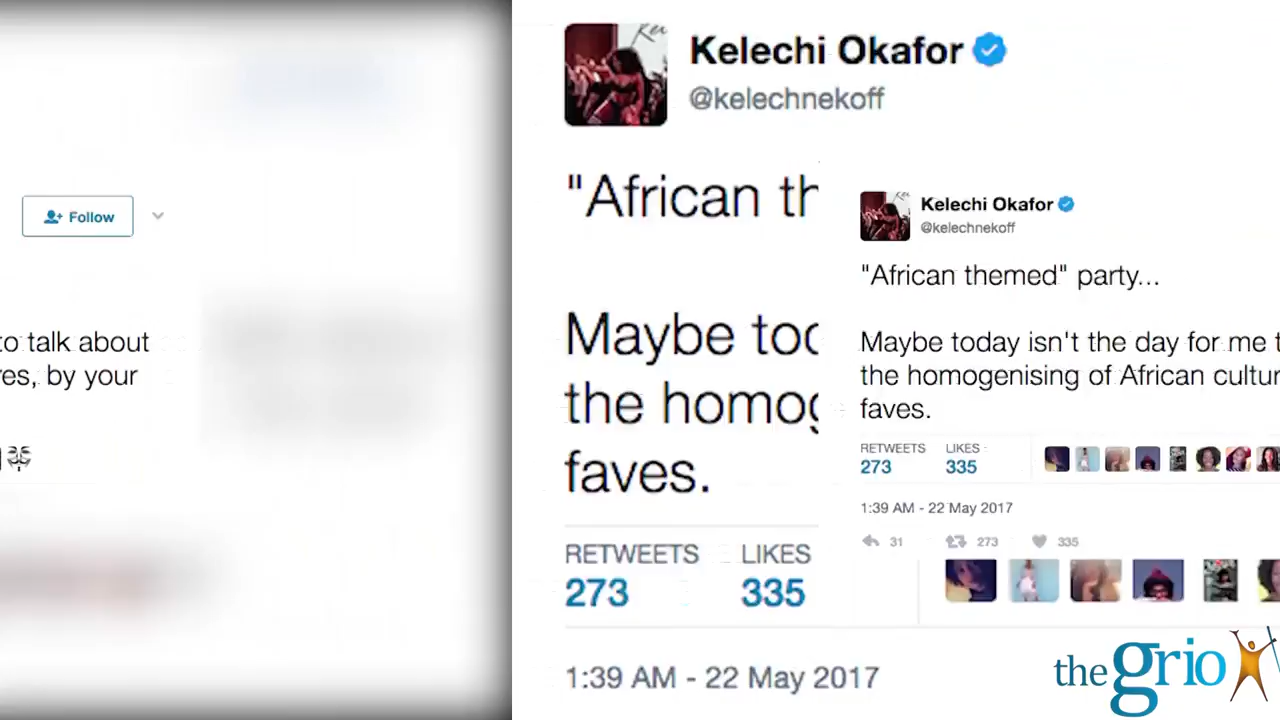 Follow
to talk about
res, by your
Kelechi Okafor
@kelechnekoff
"African th
Maybe toc
the homog
faves.
RETWEETS LIKES
273 335
1:39 AM - 22 May 2017
Kelechi Okafor
@kelechnekoff
"African themed" party...
Maybe today isn't the day for me t
the homogenising of African cultur
faves.
RETWEETS LIKES
273 335
1:39 AM - 22 May 2017
31 273 335
thegrio